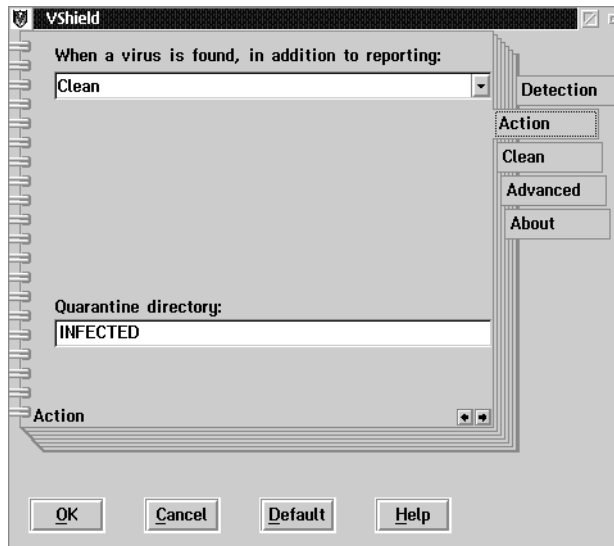 VShield
When a virus is found, in addition to reporting:
Clean
Detection
Action
Clean
Advanced
About
Quarantine directory:
INFECTED
Action
OK
Cancel
Default
Help